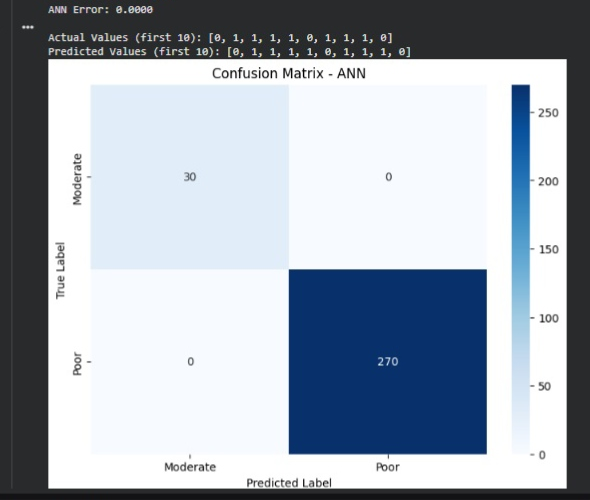 ANN Error: 0.0000
Actual Values (first 10): [0, 1, 1, 1, 1, 0, 1, 1, 1, 0]
Predicted Values (first 10): [0, 1, 1, 1, 1, 0, 1, 1, 1, 0]
Confusion Matrix - ANN
Moderate
30
0
True Label
Poor
0
270
Moderate
Poor
Predicted Label
250
200
150
100
50
0